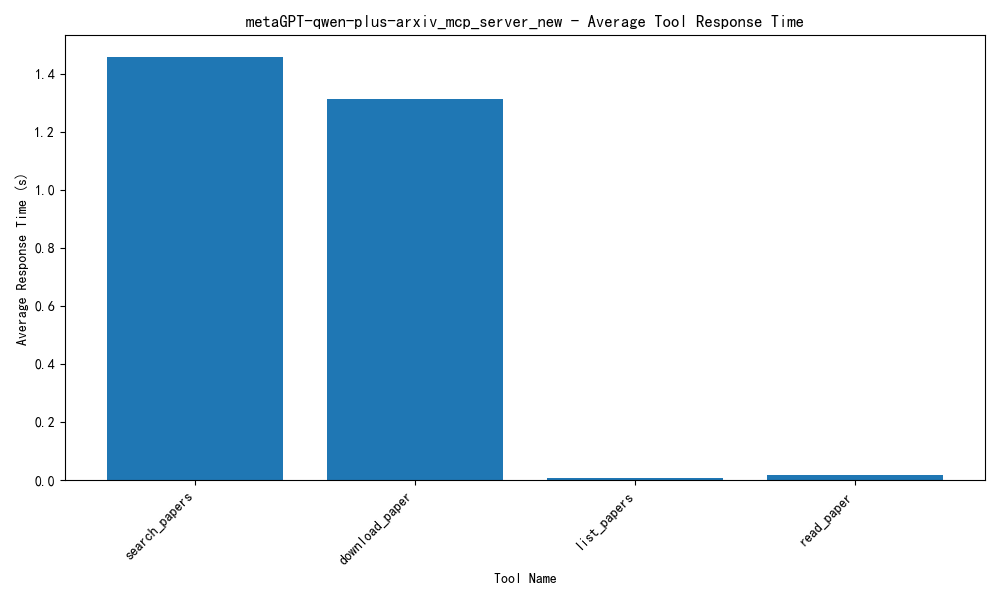 metaGPT-qwen-plus-arxiv_mcp_server_new - Average Tool Response Time
Average Response Time (s)
1.4
1.2
1.0
0.8
0.6
0.4
0.2
0.0
search_papers
download_paper
list_papers
read_paper
Tool Name